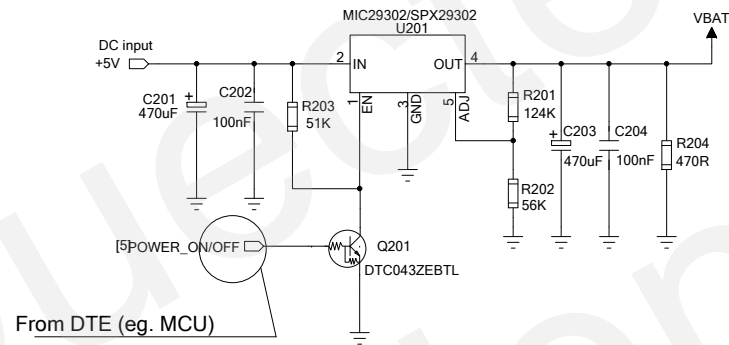 MIC29302/SPX29302
U201
VBAT
DC input
+5V
2
IN
OUT
4
1
EN
3
GND
5
ADJ
C201
470uF
+
C202
100nF
R203
51K
R201
124K
R202
56K
+
C203
470uF
C204
100nF
R204
470R
[5]POWER_ON/OFF
Q201
DTC043ZEBTL
From DTE (eg. MCU)